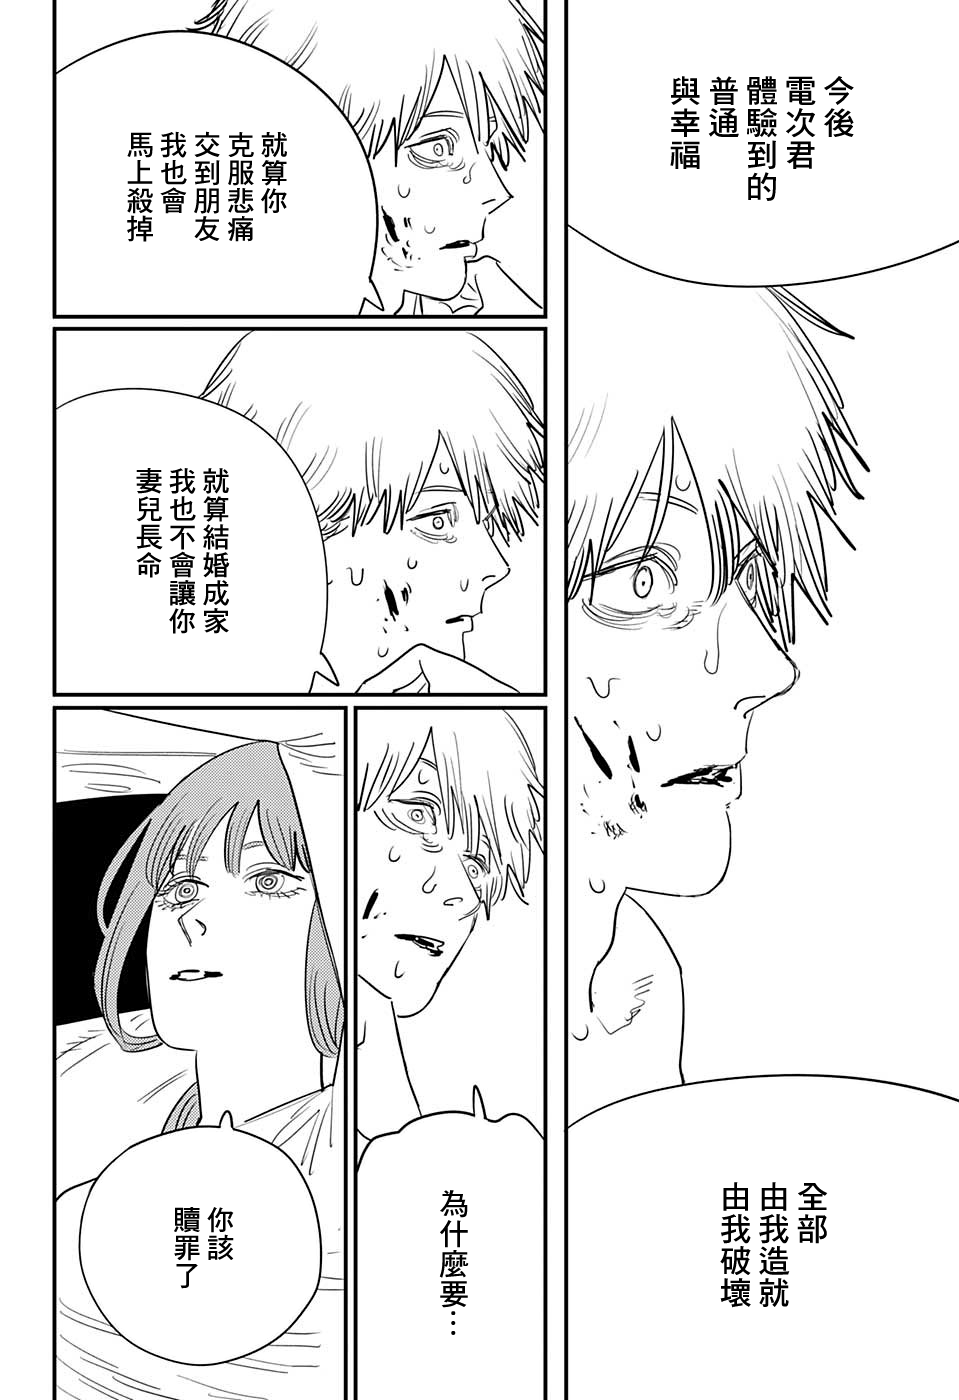 今後
電次君
體驗到的
普通
與幸福
全部
由我造就
由我破壞
就算你
克服悲痛
交到朋友
我也會
馬上殺掉
就算結婚成家
我也不會讓你
妻兒長命
為什麼要…
你該
贖罪了